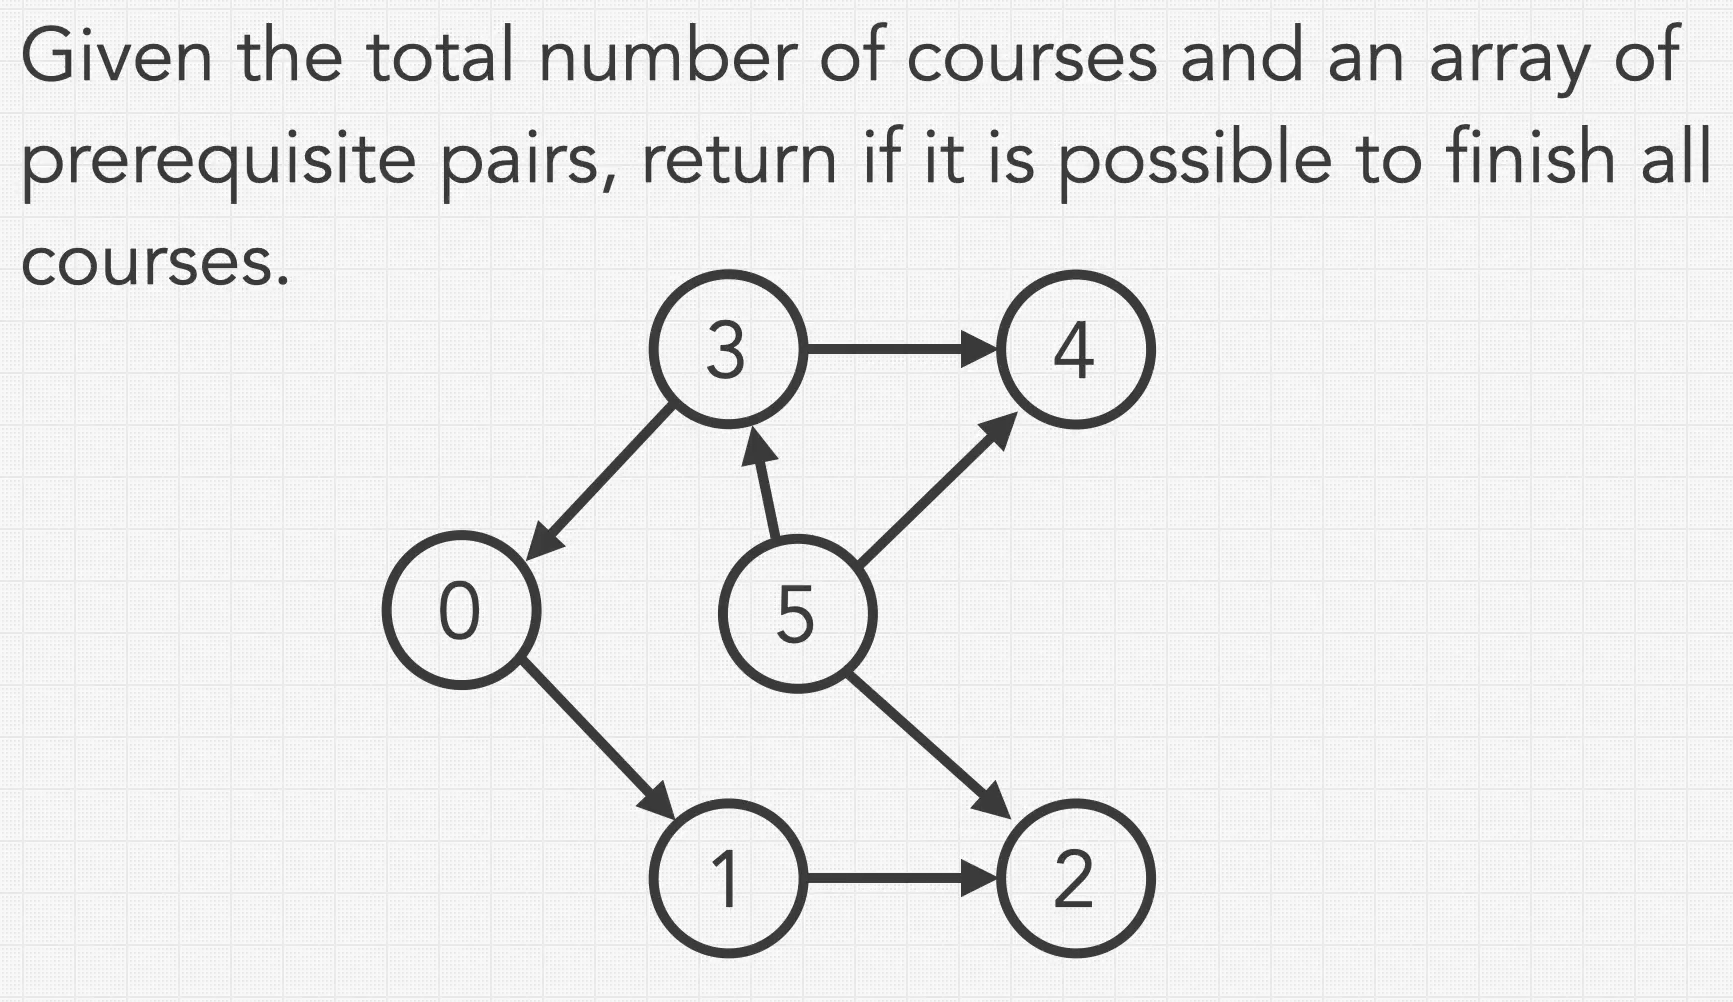 Given the total number of courses and an array of
prerequisite pairs, return if it is possible to finish all
courses.
3
4
0
5
1
2